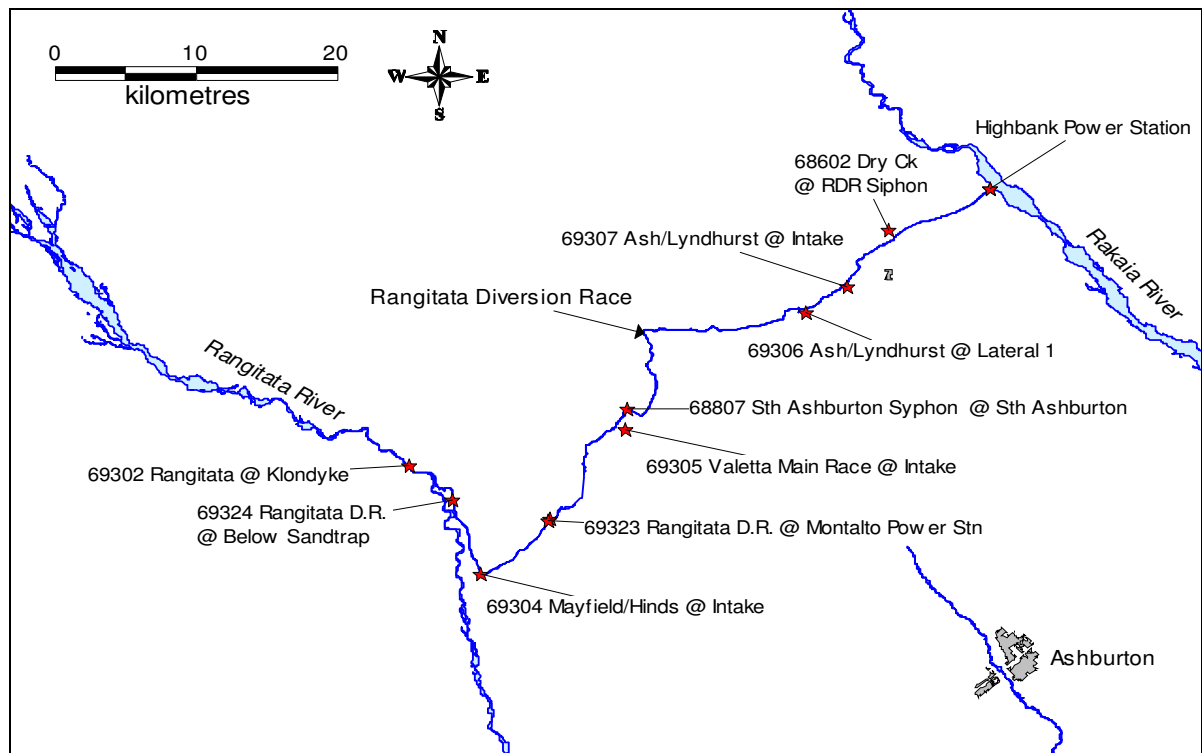 0 10 20
kilometres
N
W E
S
Highbank Power Station
68602 Dry Ck
@ RDR Siphon
69307 Ash/Lyndhurst @ Intake
Rakaia River
Rangitata Diversion Race
69306 Ash/Lyndhurst @ Lateral 1
Rangitata River
68807 Sth Ashburton Syphon @ Sth Ashburton
69305 Valetta Main Race @ Intake
69302 Rangitata @ Klondyke
69324 Rangitata D.R.
@ Below Sandtrap
69323 Rangitata D.R. @ Montalto Power Stn
69304 Mayfield/Hinds @ Intake
Ashburton